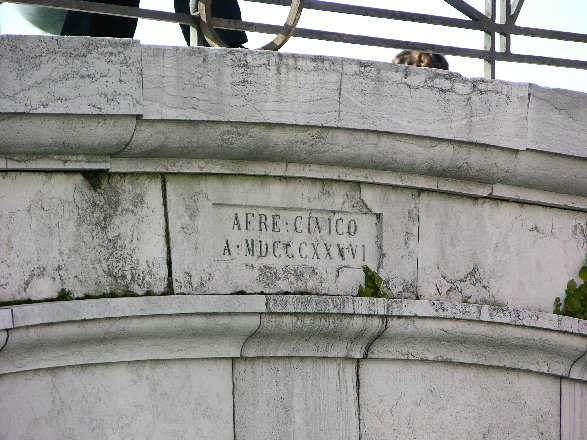 AERE : CIVICO
A : MDCCCXXXVI